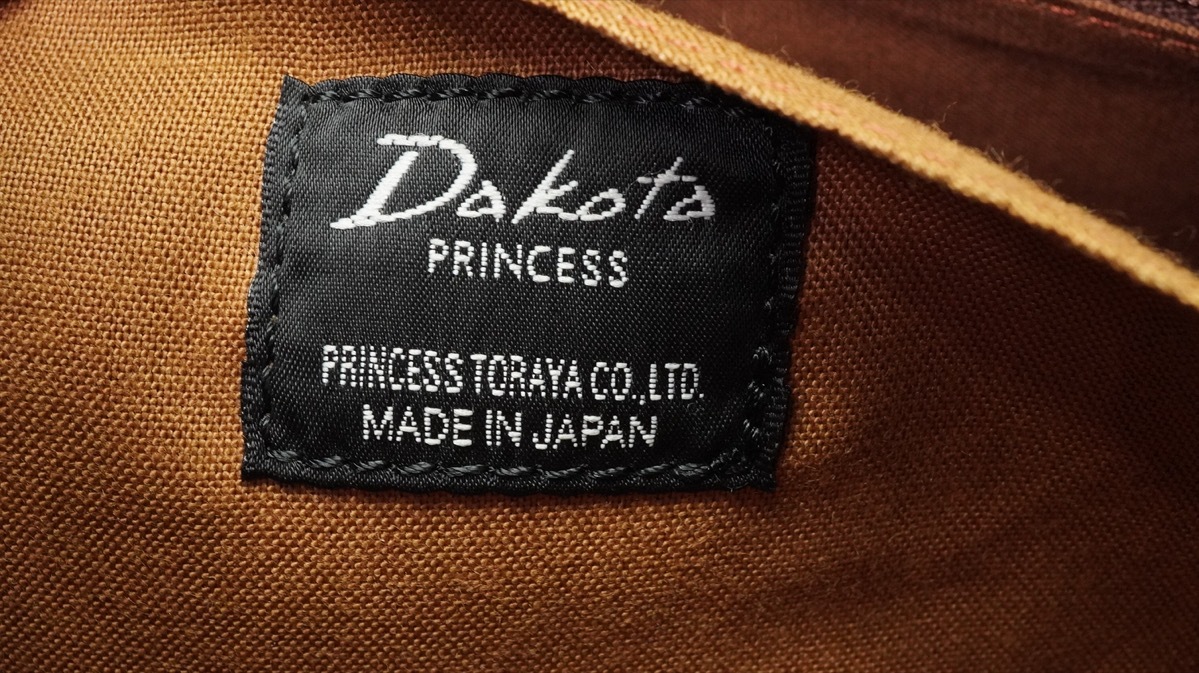 Dakota
PRINCESS
PRINCESS TORAYA CO.,LTD.
MADE IN JAPAN